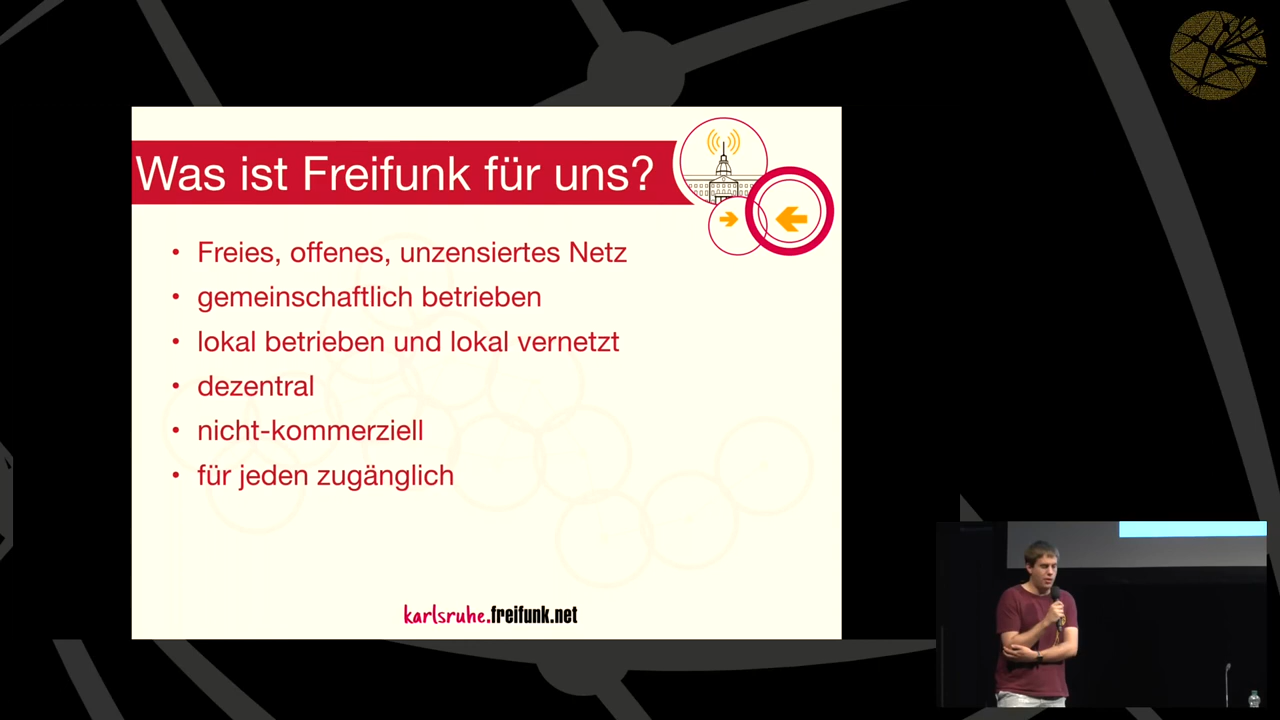 Was ist Freifunk für uns?
• Freies, offenes, unzensiertes Netz
• gemeinschaftlich betrieben
• lokal betrieben und lokal vernetzt
• dezentral
• nicht-kommerziell
• für jeden zugänglich
karlsruhe.freifunk.net